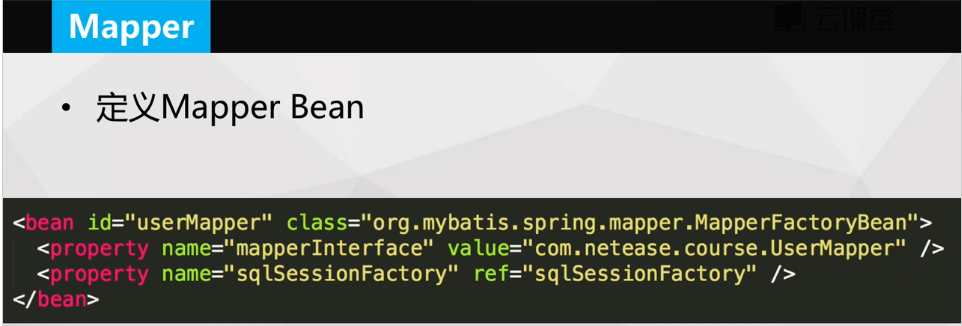 Mapper
云课堂
• 定义Mapper Bean
<bean id="userMapper" class="org.mybatis.spring.mapper.MapperFactoryBean">
  <property name="mapperInterface" value="com.netease.course.UserMapper" />
  <property name="sqlSessionFactory" ref="sqlSessionFactory" />
</bean>